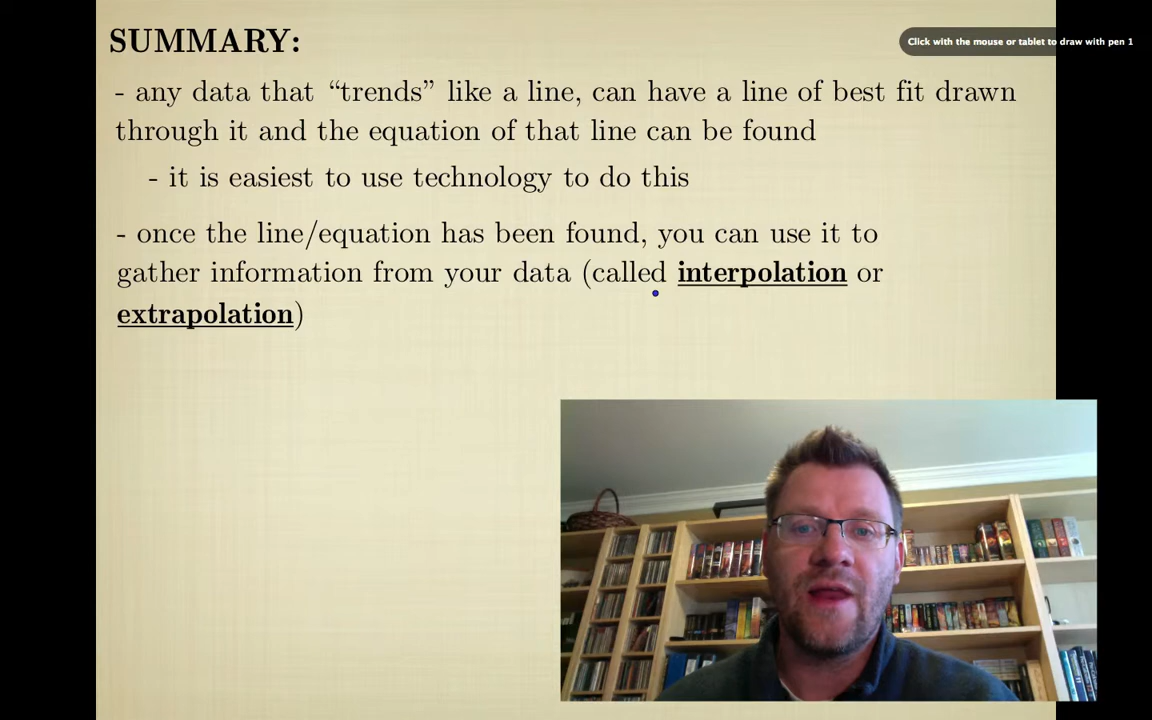 SUMMARY:
Click with the mouse or tablet to draw with pen 1
- any data that “trends” like a line, can have a line of best fit drawn
through it and the equation of that line can be found
- it is easiest to use technology to do this
- once the line/equation has been found, you can use it to
gather information from your data (called interpolation or
extrapolation)